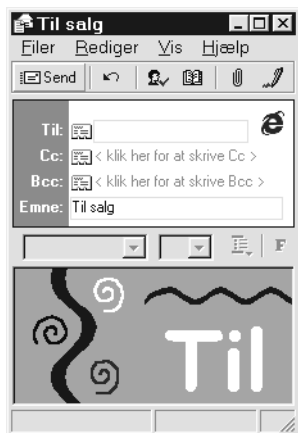 Til salg
Filer Rediger Vis Hjælp
Send
Til:
Cc: < klik her for at skrive Cc >
Bcc: < klik her for at skrive Bcc >
Emne: Til salg
F
Til